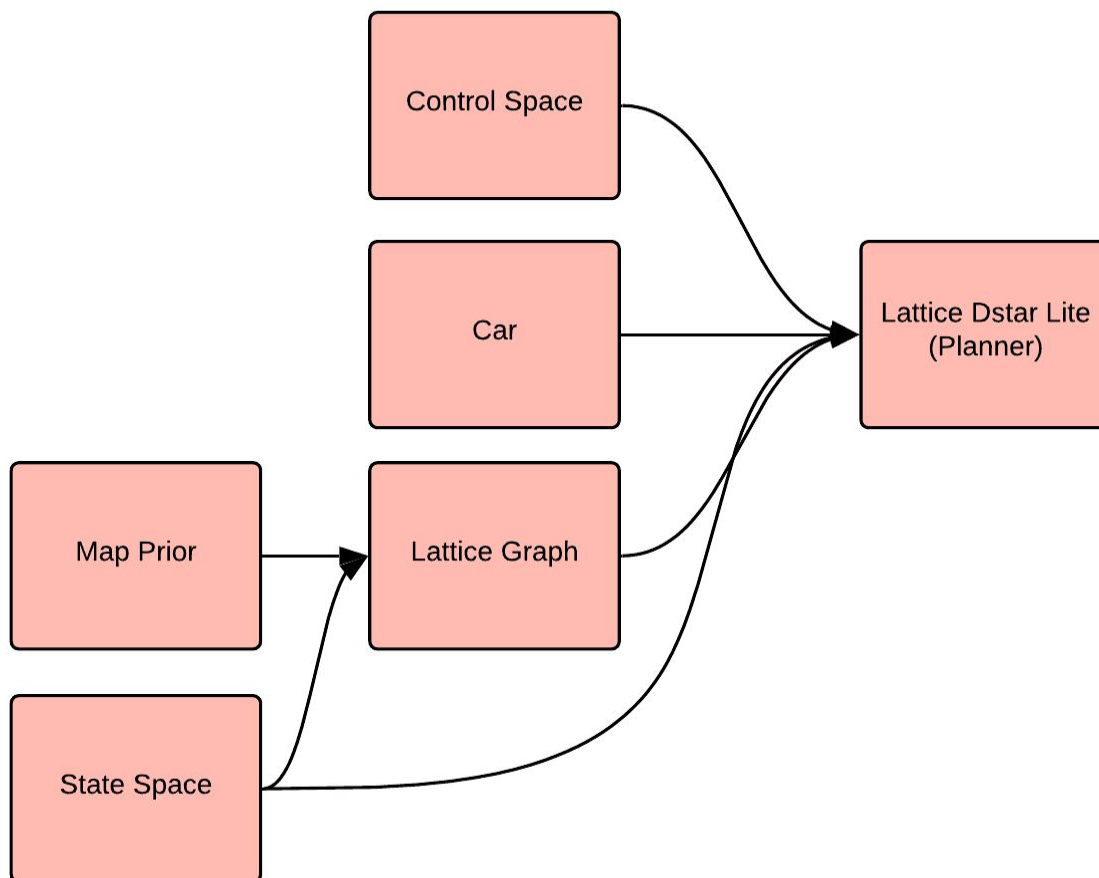 Control Space
Car
Lattice Dstar Lite
(Planner)
Map Prior
Lattice Graph
State Space